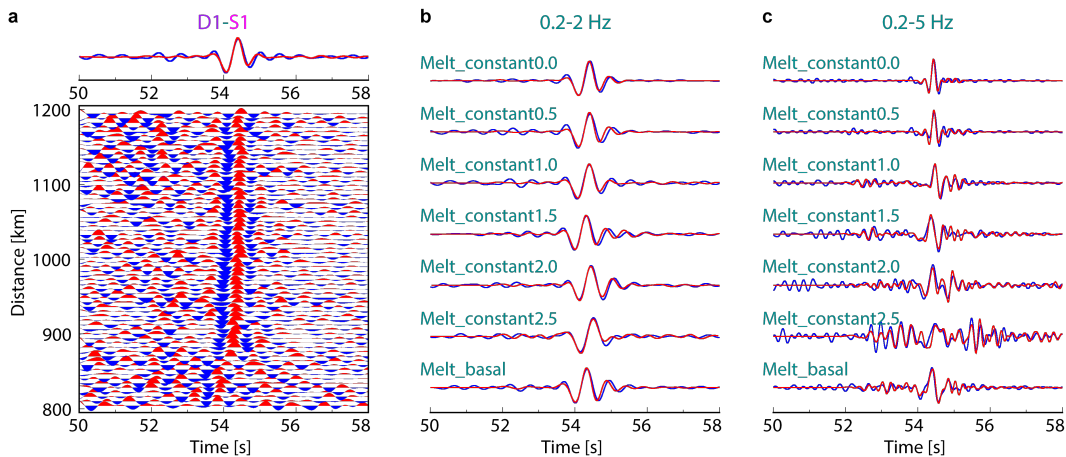 a
D1-S1
50 52 54 56 58
1200
1100
1000
900
800
Distance [km]
50 52 54 56 58
Time [s]
b
0.2-2 Hz
Melt_constant0.0
Melt_constant0.5
Melt_constant1.0
Melt_constant1.5
Melt_constant2.0
Melt_constant2.5
Melt_basal
50 52 54 56 58
Time [s]
c
0.2-5 Hz
Melt_constant0.0
Melt_constant0.5
Melt_constant1.0
Melt_constant1.5
Melt_constant2.0
Melt_constant2.5
Melt_basal
50 52 54 56 58
Time [s]